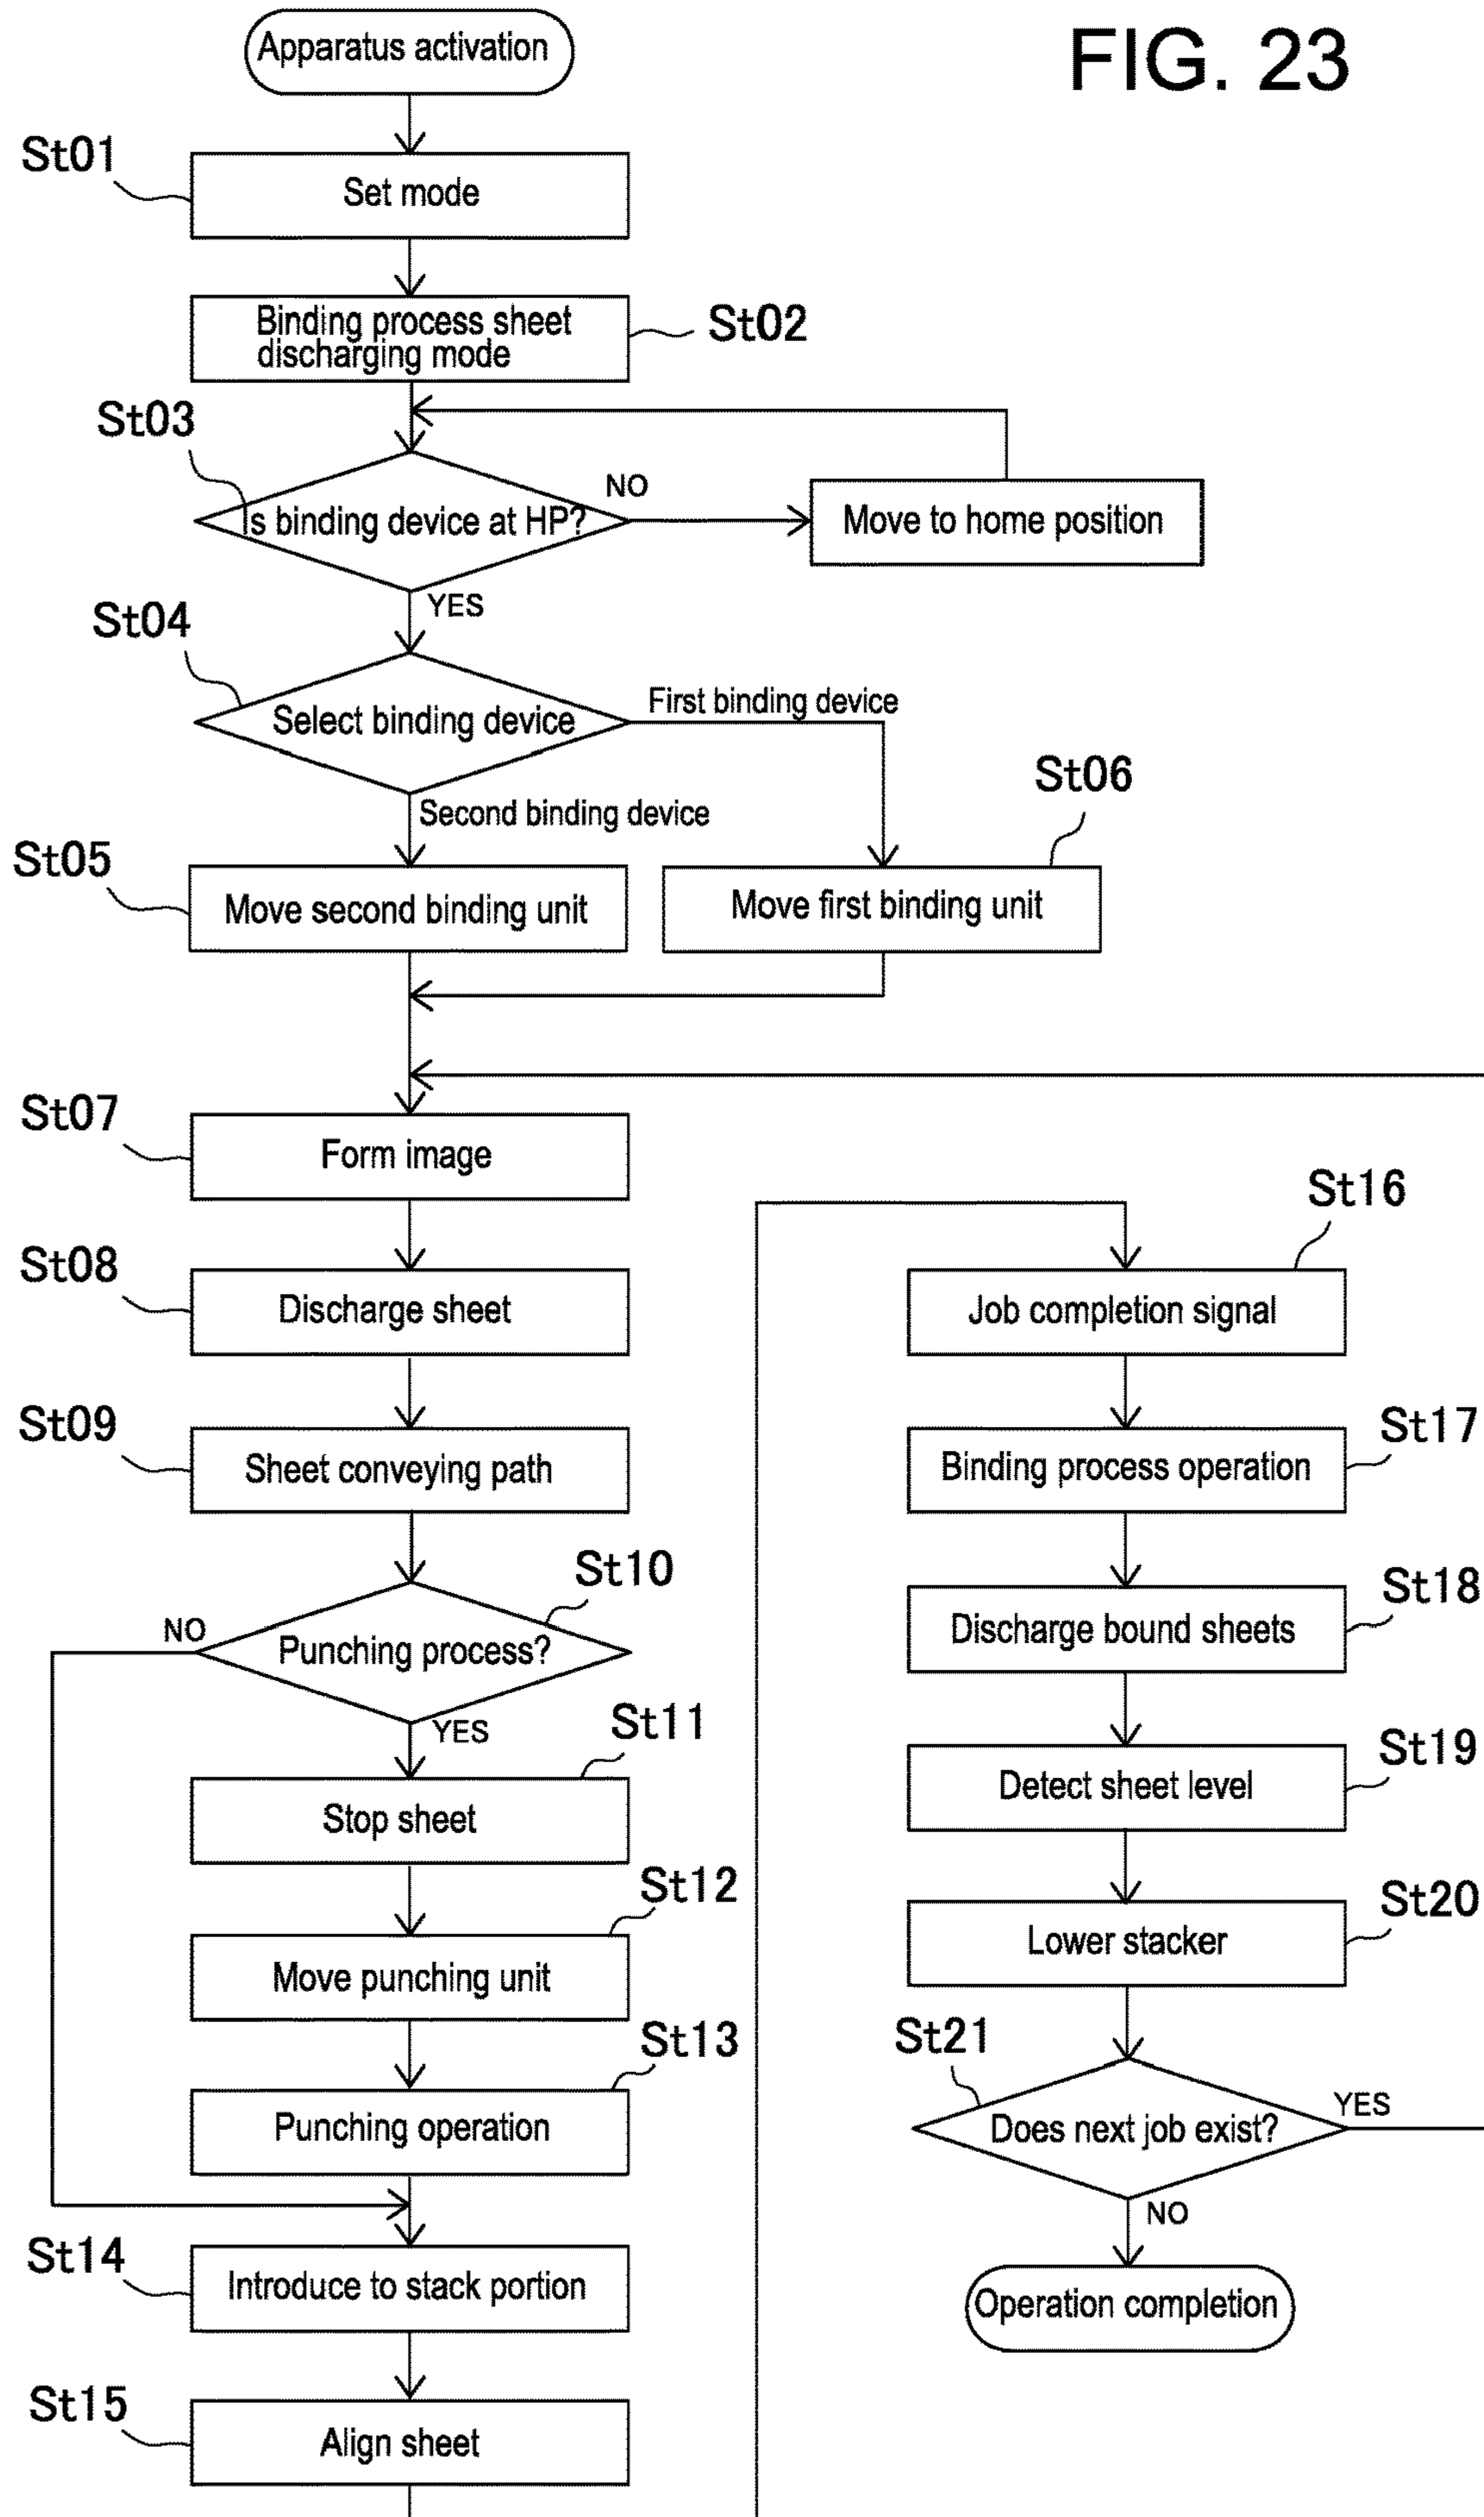 FIG. 23
Apparatus activation
St01
Set mode
Binding process sheet
discharging mode
St02
St03
Is binding device at HP?
NO
Move to home position
YES
St04
Select binding device
First binding device
Second binding device
St05
Move second binding unit
St06
Move first binding unit
St07
Form image
St08
Discharge sheet
St09
Sheet conveying path
St10
Punching process?
NO
YES
St11
Stop sheet
St12
Move punching unit
St13
Punching operation
St14
Introduce to stack portion
St15
Align sheet
St16
Job completion signal
St17
Binding process operation
St18
Discharge bound sheets
St19
Detect sheet level
St20
Lower stacker
St21
Does next job exist?
YES
NO
Operation completion